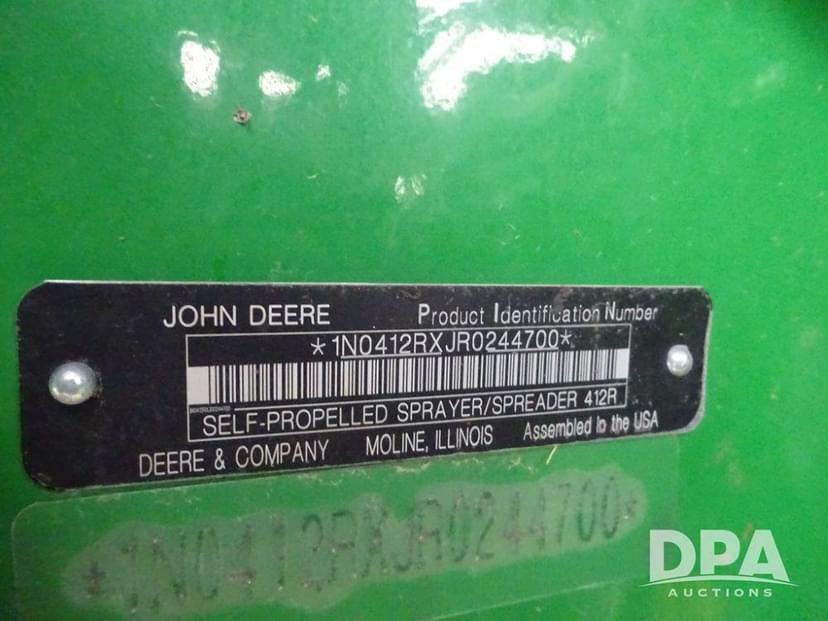 JOHN DEERE Product Identification Number
*1N0412RXJR0244700*
SELF-PROPELLED SPRAYER/SPREADER 412R
DEERE & COMPANY MOLINE, ILLINOIS Assembled In the USA
*1N0412RXJR0244700*
DPA
AUCTIONS